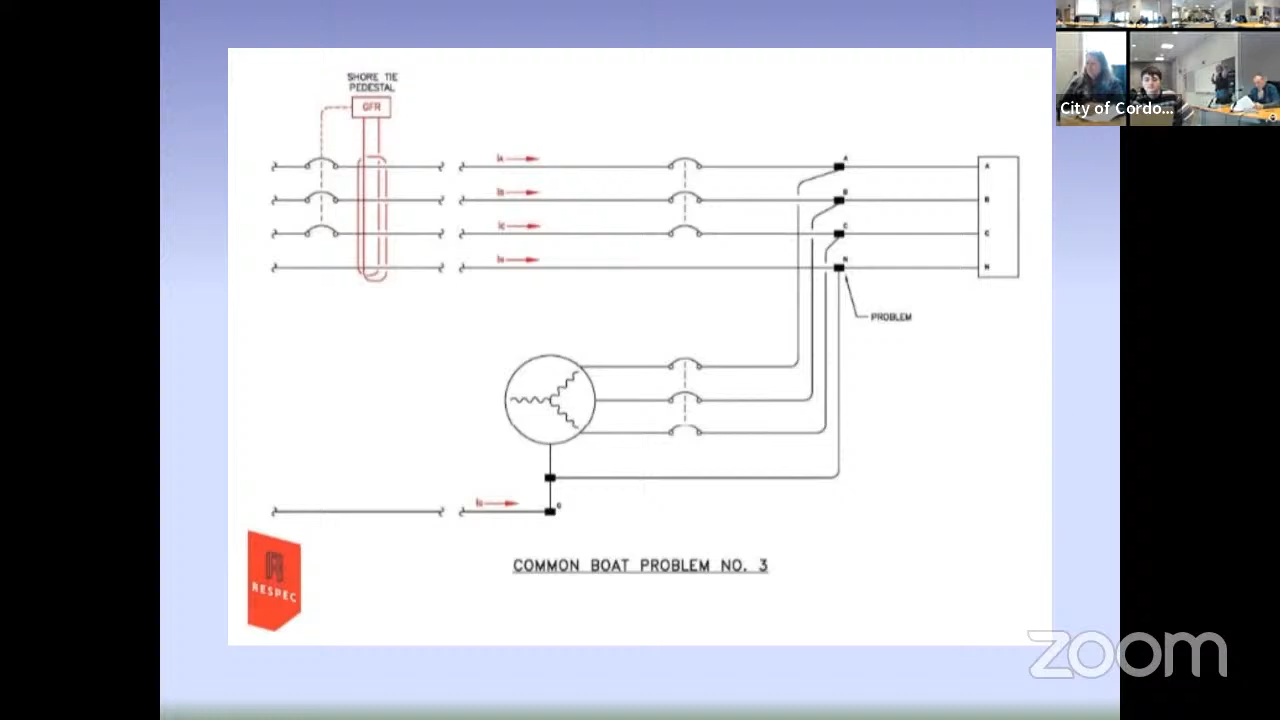 SHORE TIE
PEDESTAL
GFR
City of Cordo...
A
A
B
B
C
C
N
N
PROBLEM
G
COMMON BOAT PROBLEM NO. 3
RESPEC
zoom